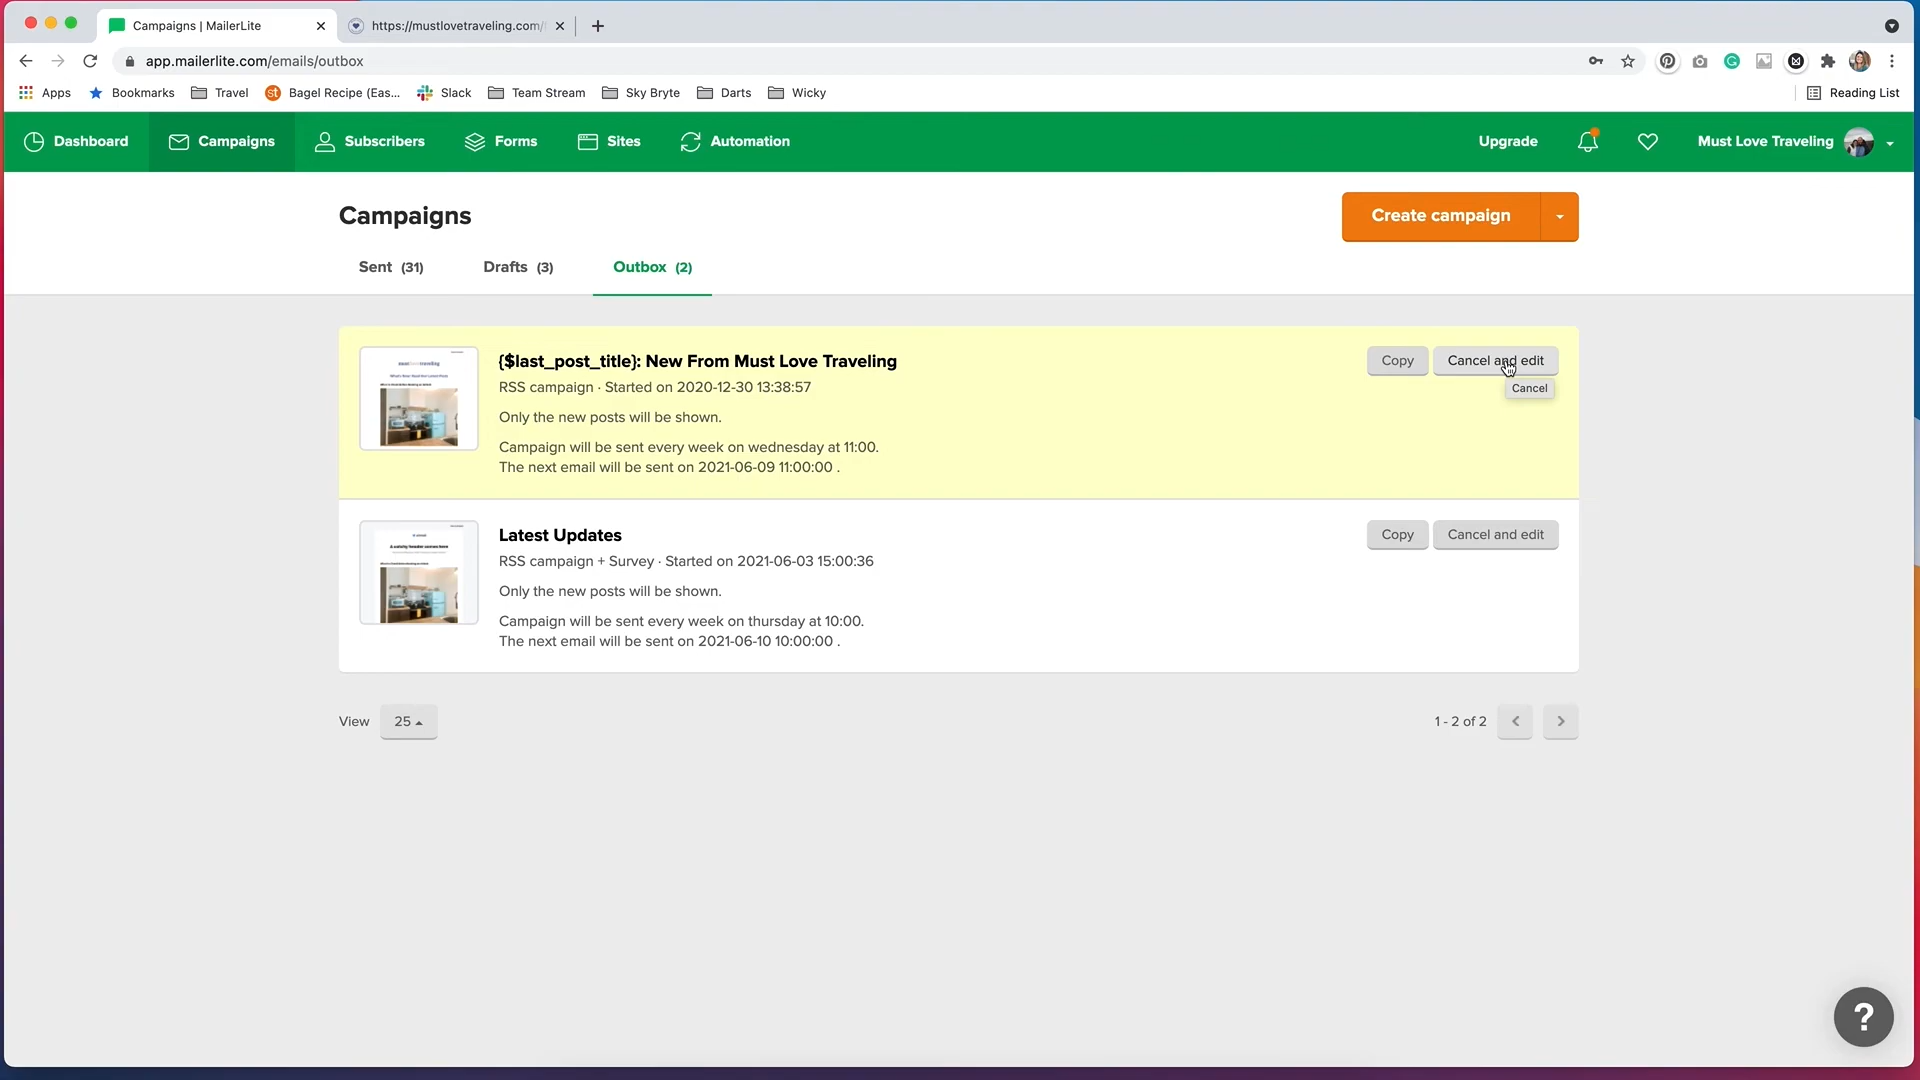 Campaigns | MailerLite
https://mustlovetraveling.com/
app.mailerlite.com/emails/outbox
Apps
Bookmarks
Travel
Bagel Recipe (Eas...
Slack
Team Stream
Sky Bryte
Darts
Wicky
Reading List
Dashboard
Campaigns
Subscribers
Forms
Sites
Automation
Upgrade
Must Love Traveling
Campaigns
Create campaign
Sent (31)
Drafts (3)
Outbox (2)
{$last_post_title}: New From Must Love Traveling
Copy
Cancel and edit
RSS campaign · Started on 2020-12-30 13:38:57
Cancel
Only the new posts will be shown.
Campaign will be sent every week on wednesday at 11:00.
The next email will be sent on 2021-06-09 11:00:00 .
Latest Updates
Copy
Cancel and edit
RSS campaign + Survey · Started on 2021-06-03 15:00:36
Only the new posts will be shown.
Campaign will be sent every week on thursday at 10:00.
The next email will be sent on 2021-06-10 10:00:00 .
View
25
1 - 2 of 2
?